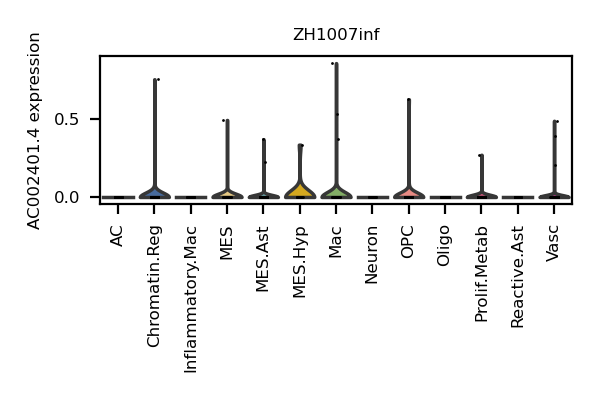 ZH1007inf
AC002401.4 expression
0.5
0.0
AC
Chromatin.Reg
Inflammatory.Mac
MES
MES.Ast
MES.Hyp
Mac
Neuron
OPC
Oligo
Prolif.Metab
Reactive.Ast
Vasc